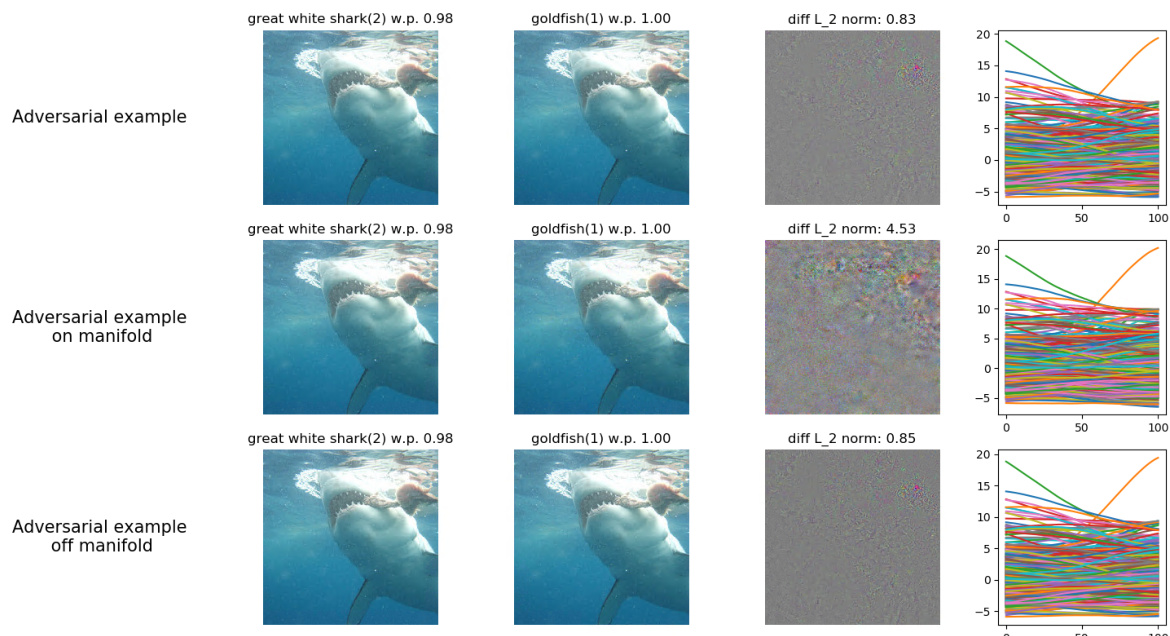 great white shark(2) w.p. 0.98
goldfish(1) w.p. 1.00
diff L_2 norm: 0.83
Adversarial example
20
15
10
5
0
−5
0
50
100
great white shark(2) w.p. 0.98
goldfish(1) w.p. 1.00
diff L_2 norm: 4.53
Adversarial example
on manifold
20
15
10
5
0
−5
0
50
100
great white shark(2) w.p. 0.98
goldfish(1) w.p. 1.00
diff L_2 norm: 0.85
Adversarial example
off manifold
20
15
10
5
0
−5